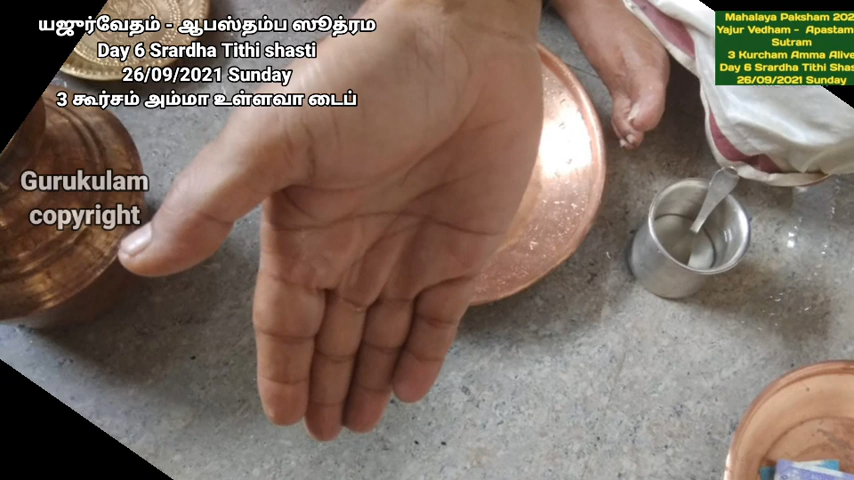 யஜுர்வேதம் - ஆபஸ்தம்ப ஸூத்ரம
Day 6 Srardha Tithi shasti
26/09/2021 Sunday
3 கூர்சம் அம்மா உள்ளவா டைப்
Mahalaya Paksham 202
Yajur Vedham - Apastam
Sutram
3 Kurcham Amma Alive
Day 6 Srardha Tithi Shas
26/09/2021 Sunday
Gurukulam
copyright